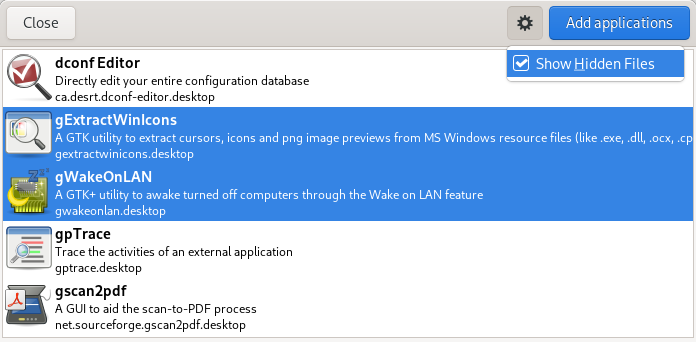 Close
Add applications
Show Hidden Files
dconf Editor
Directly edit your entire configuration database
ca.desrt.dconf-editor.desktop
gExtractWinIcons
A GTK utility to extract cursors, icons and png image previews from MS Windows resource files (like .exe, .dll, .ocx, .cp
gextractwinicons.desktop
gWakeOnLAN
A GTK+ utility to awake turned off computers through the Wake on LAN feature
gwakeonlan.desktop
gpTrace
Trace the activities of an external application
gptrace.desktop
gscan2pdf
A GUI to aid the scan-to-PDF process
net.sourceforge.gscan2pdf.desktop